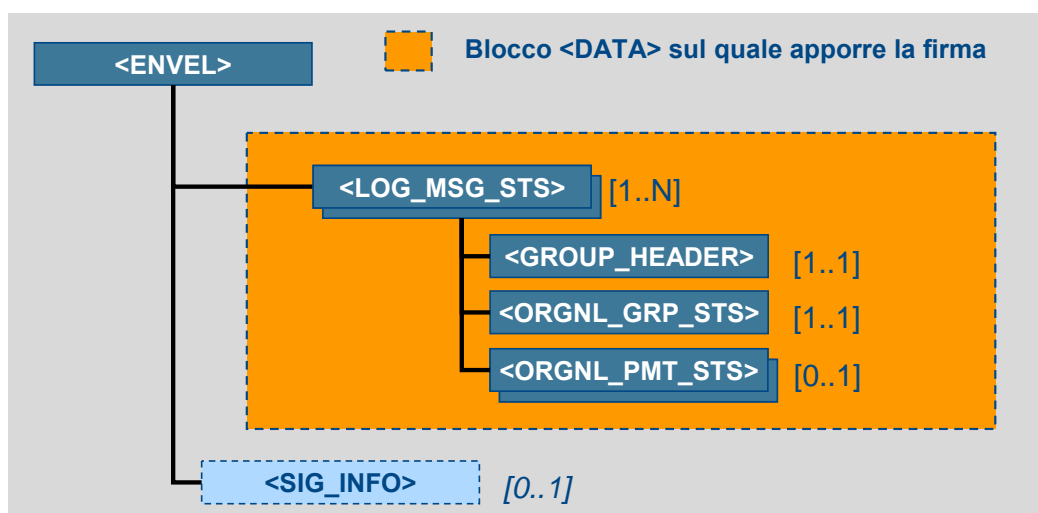 <ENVEL>
Blocco <DATA> sul quale apporre la firma
<LOG_MSG_STS> [1..N]
<GROUP_HEADER> [1..1]
<ORGNL_GRP_STS> [1..1]
<ORGNL_PMT_STS> [0..1]
<SIG_INFO> [0..1]